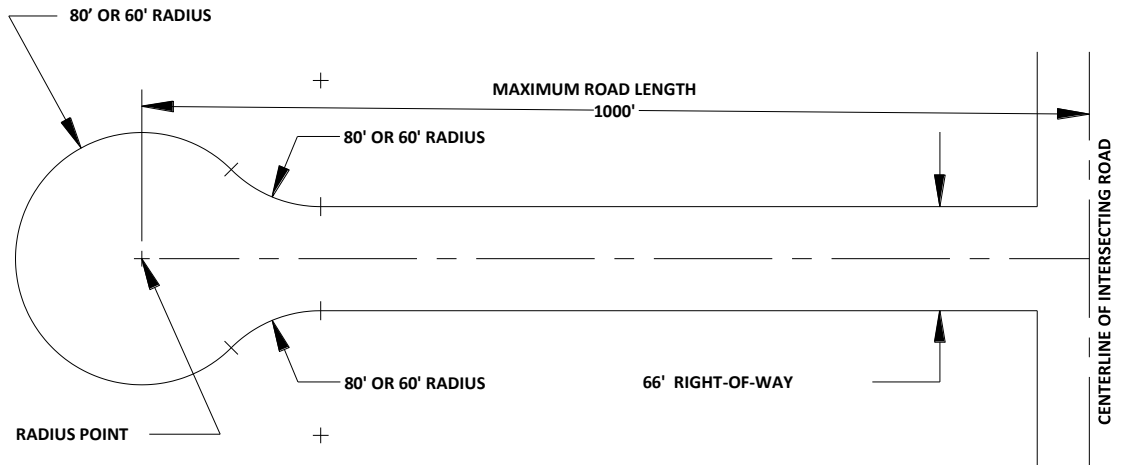 80’ OR 60' RADIUS
MAXIMUM ROAD LENGTH
1000'
80' OR 60' RADIUS
80' OR 60' RADIUS
66' RIGHT-OF-WAY
RADIUS POINT
CENTERLINE OF INTERSECTING ROAD